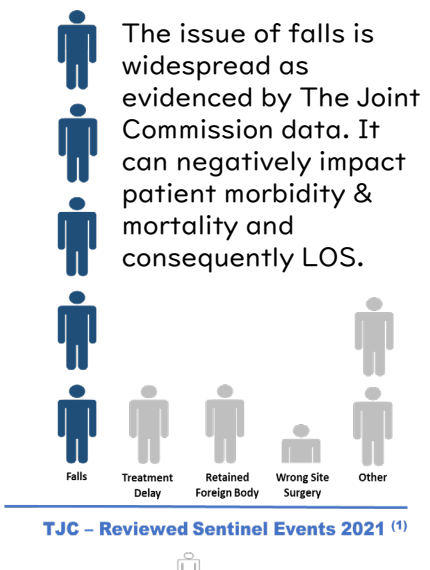 The issue of falls is
widespread as
evidenced by The Joint
Commission data. It
can negatively impact
patient morbidity &
mortality and
consequently LOS.
Falls
Treatment
Delay
Retained
Foreign Body
Wrong Site
Surgery
Other
TJC – Reviewed Sentinel Events 2021 (1)